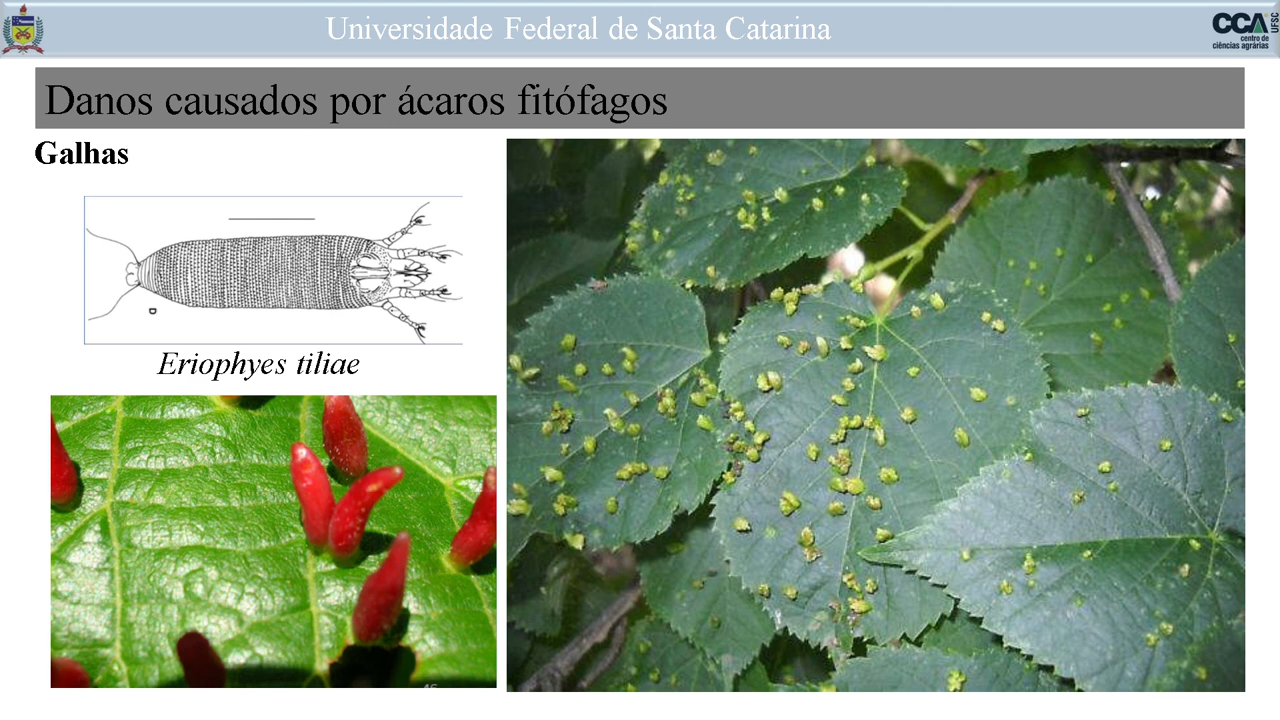 Universidade Federal de Santa Catarina
CCA
centro de
ciências agrárias
UFSC
Danos causados por ácaros fitófagos
Galhas
Eriophyes tiliae